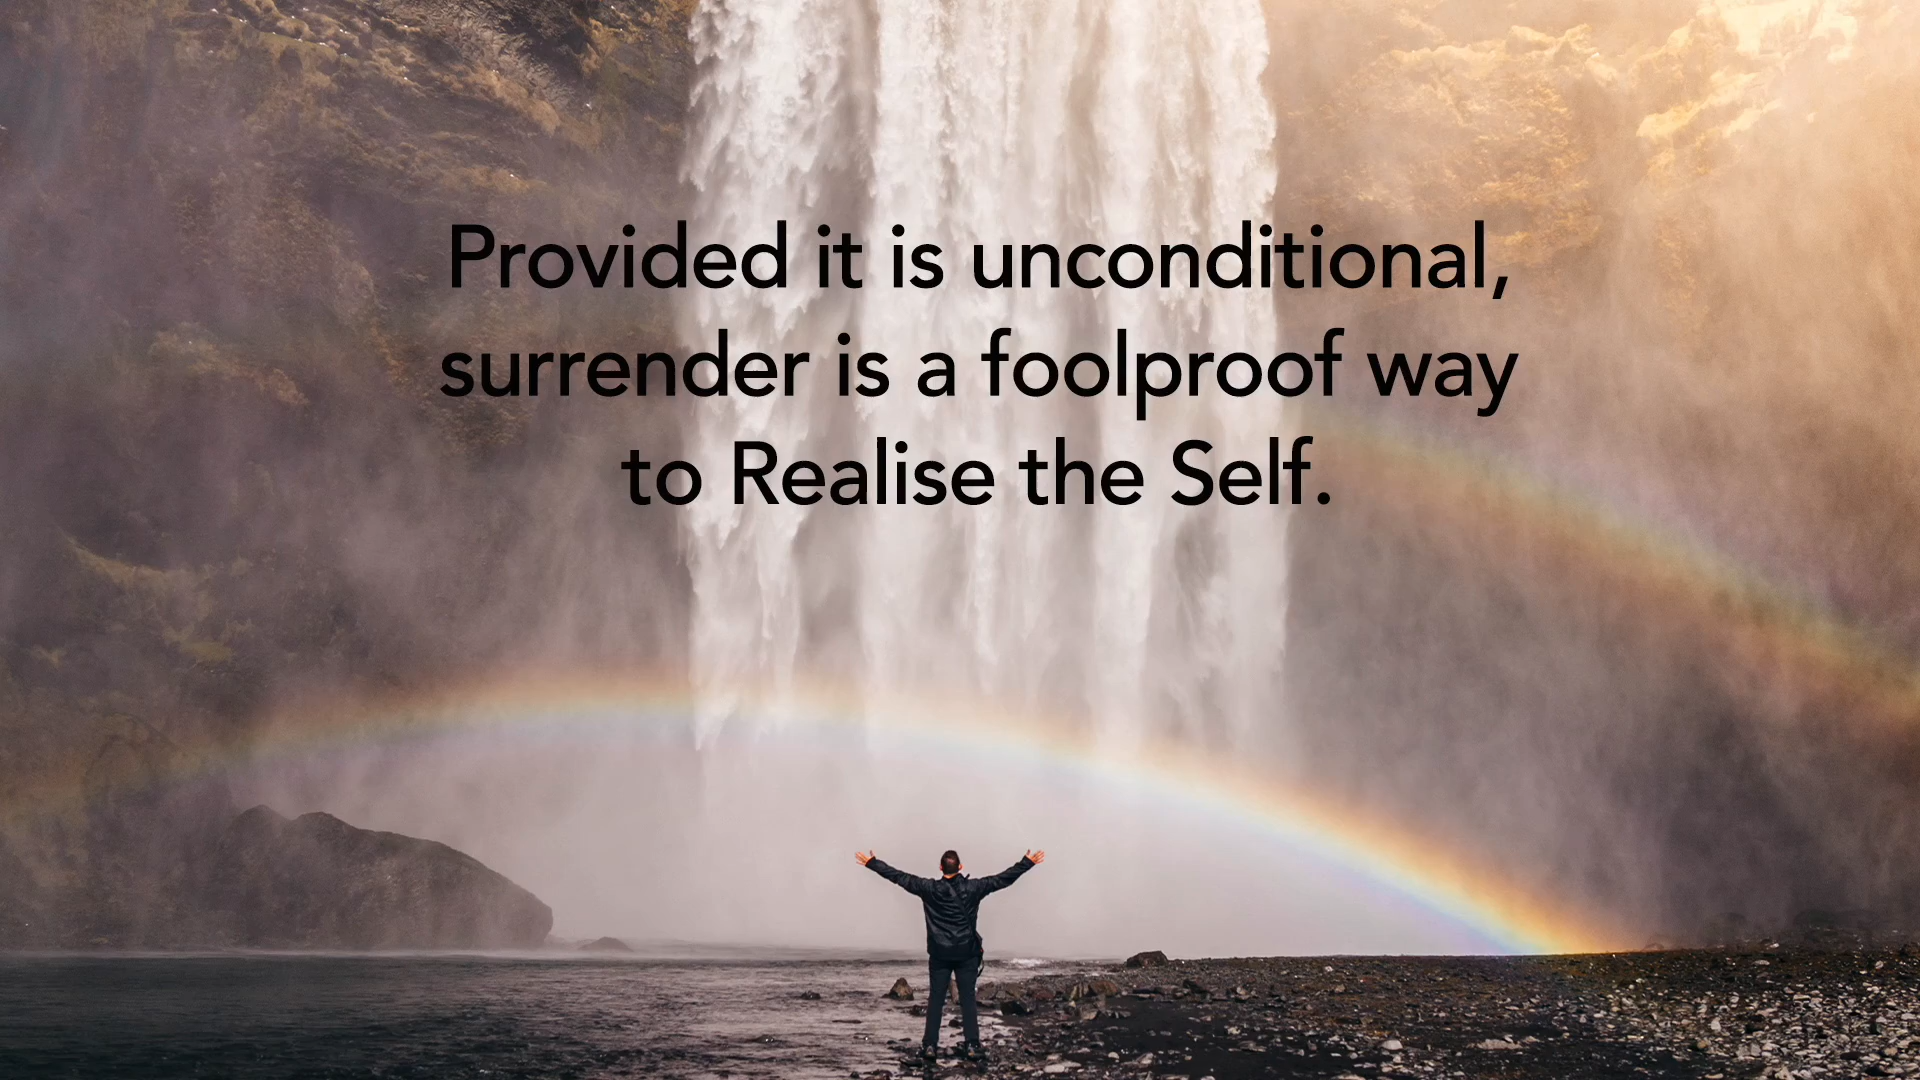 Provided it is unconditional,
surrender is a foolproof way
to Realise the Self.